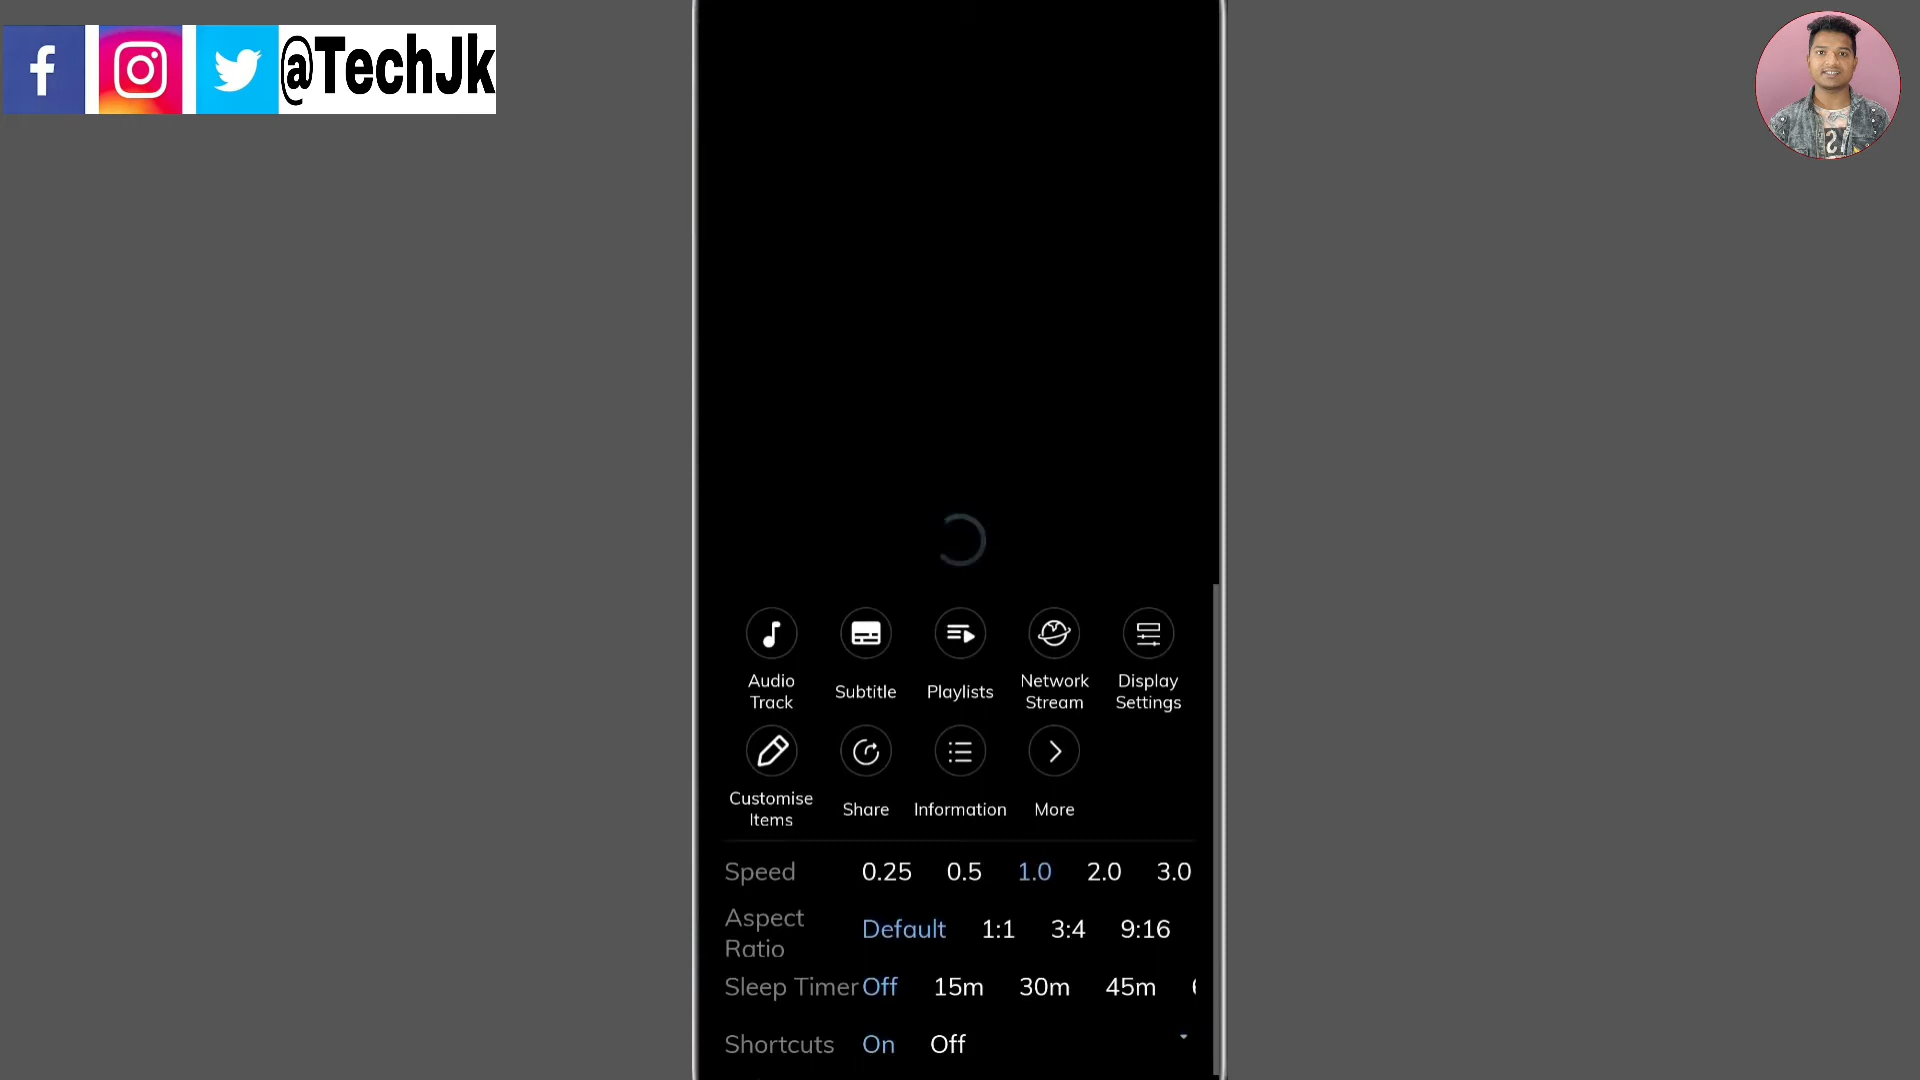 @TechJk
Audio Track
Subtitle
Playlists
Network Stream
Display Settings
Customise Items
Share
Information
More
Speed 0.25 0.5 1.0 2.0 3.0
Aspect Ratio Default 1:1 3:4 9:16
Sleep Timer Off 15m 30m 45m
Shortcuts On Off